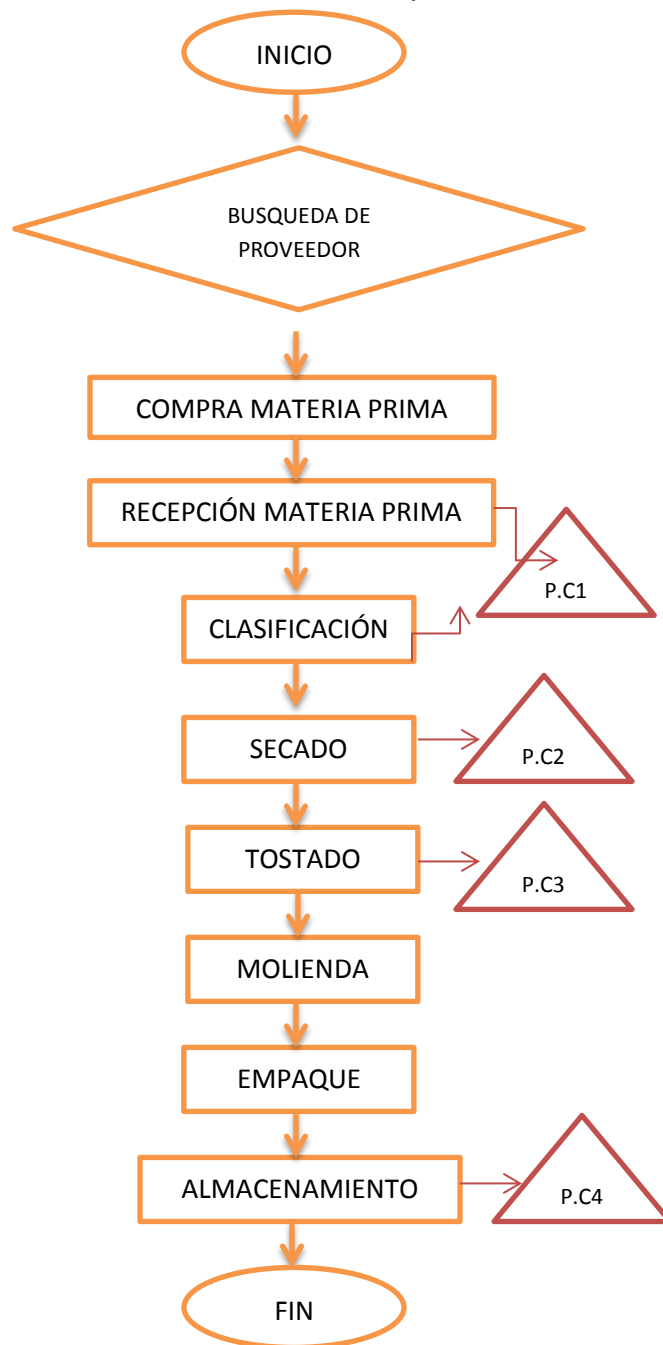 INICIO
BUSQUEDA DE
PROVEEDOR
COMPRA MATERIA PRIMA
RECEPCIÓN MATERIA PRIMA
P.C1
CLASIFICACIÓN
SECADO
P.C2
TOSTADO
P.C3
MOLIENDA
EMPAQUE
ALMACENAMIENTO
P.C4
FIN